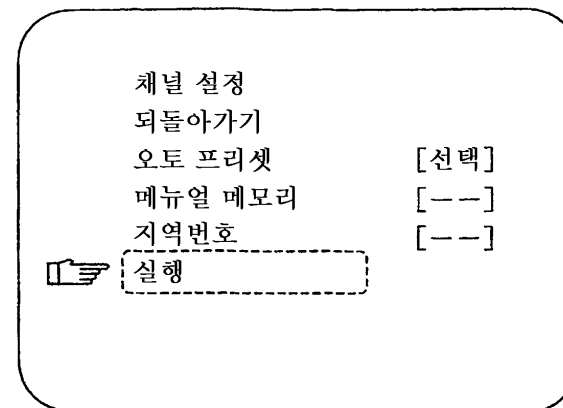 채널 설정
되돌아가기
오토 프리셋 [선택]
메뉴얼 메모리 [——]
지역번호 [——]
실행